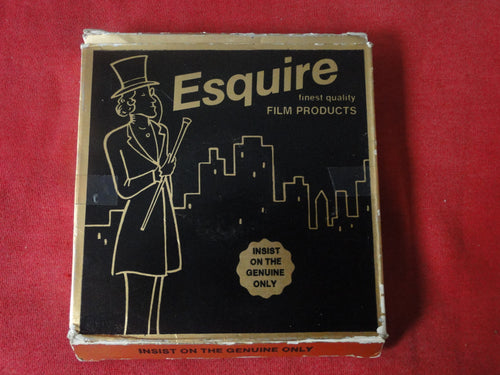 Esquire
finest quality
FILM PRODUCTS
INSIST
ON THE
GENUINE
ONLY
INSIST ON THE GENUINE ONLY